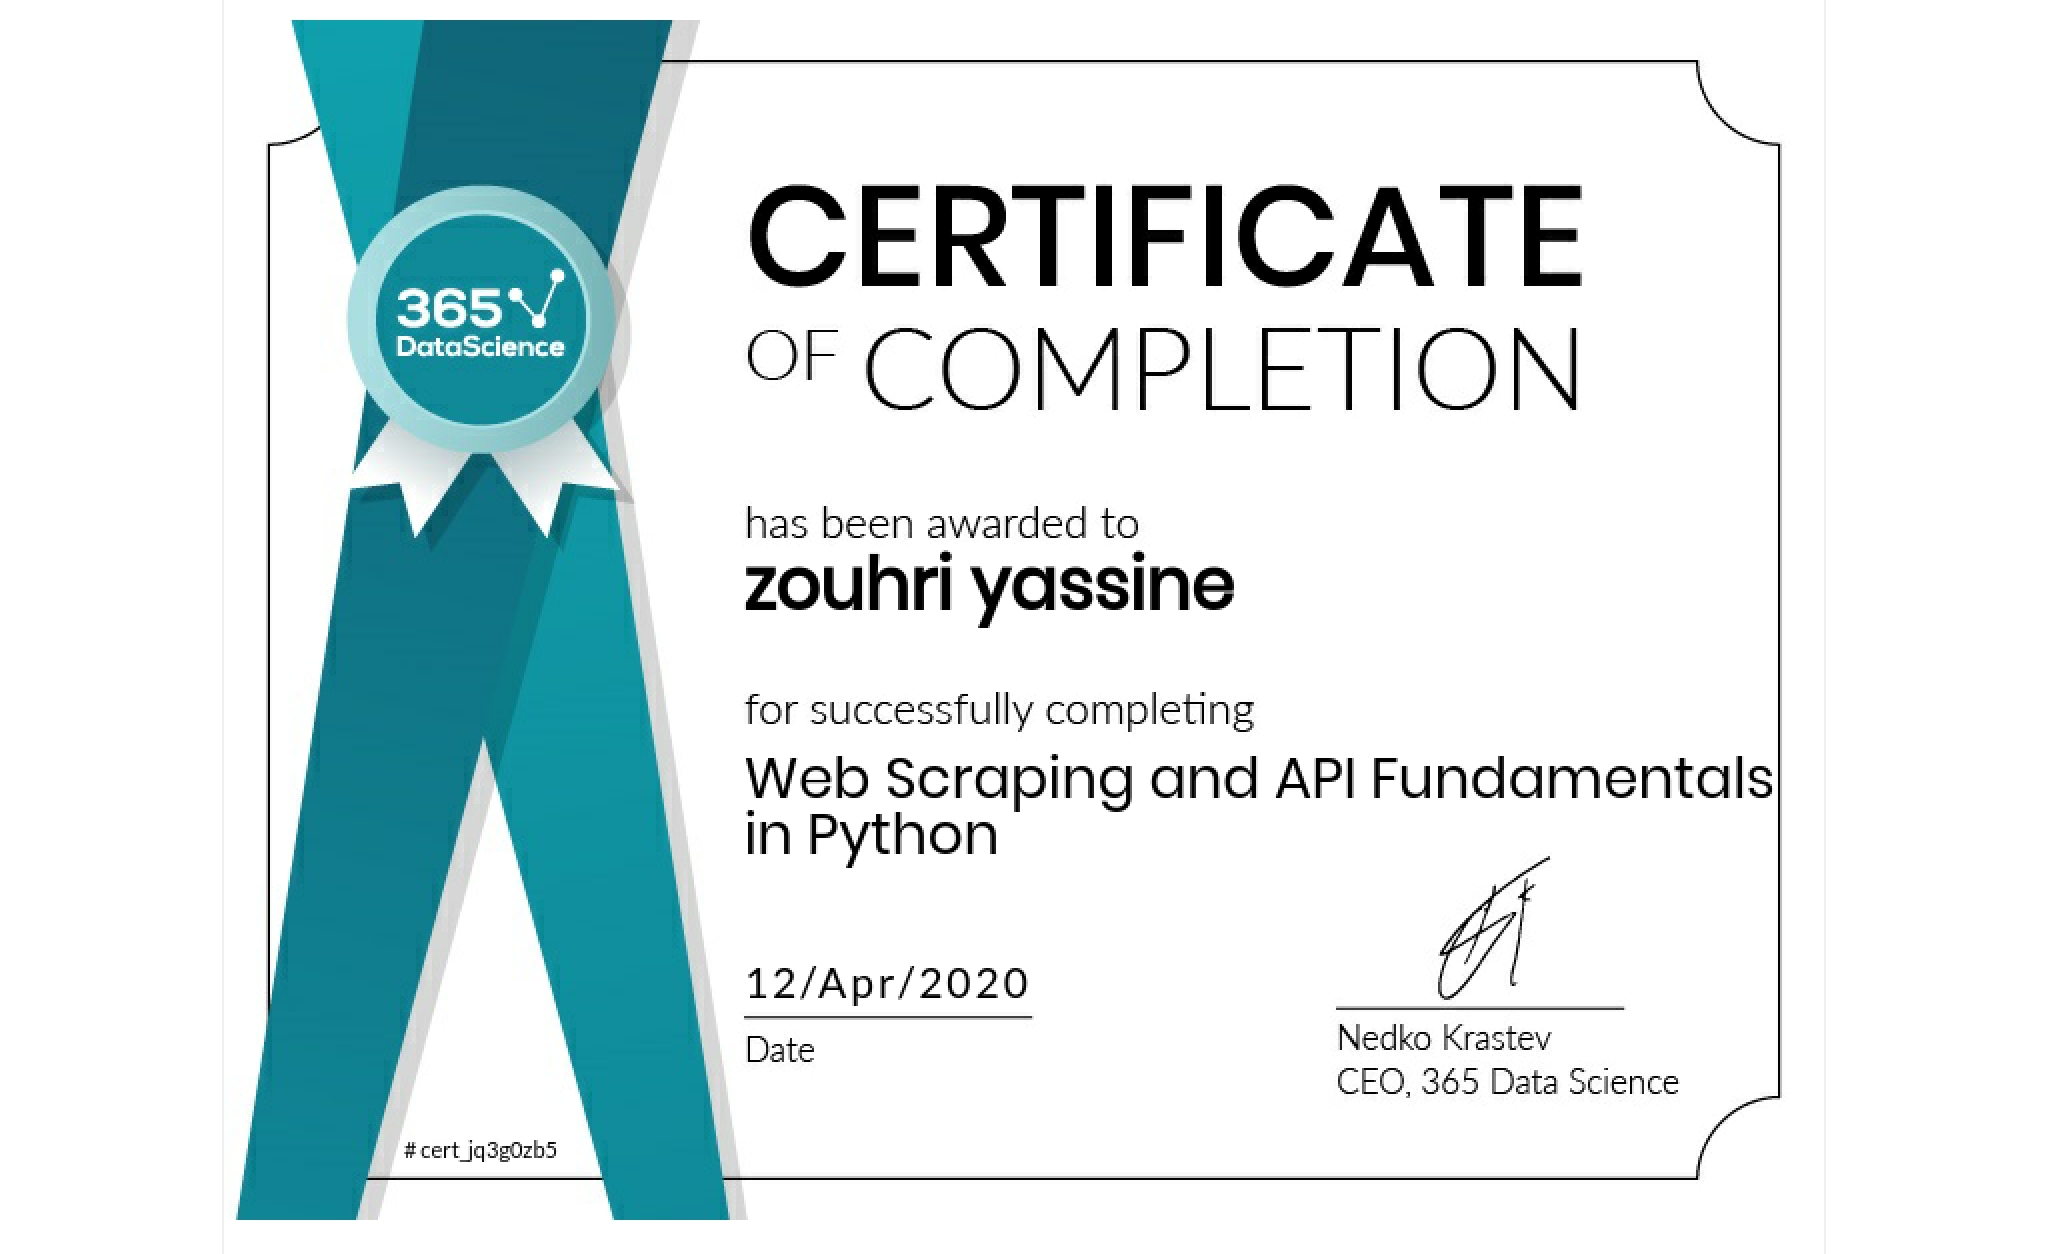 365
DataScience
CERTIFICATE
OF COMPLETION
has been awarded to
zouhri yassine
for successfully completing
Web Scraping and API Fundamentals
in Python
12/Apr/2020
Date
Nedko Krastev
CEO, 365 Data Science
# cert_jq3g0zb5